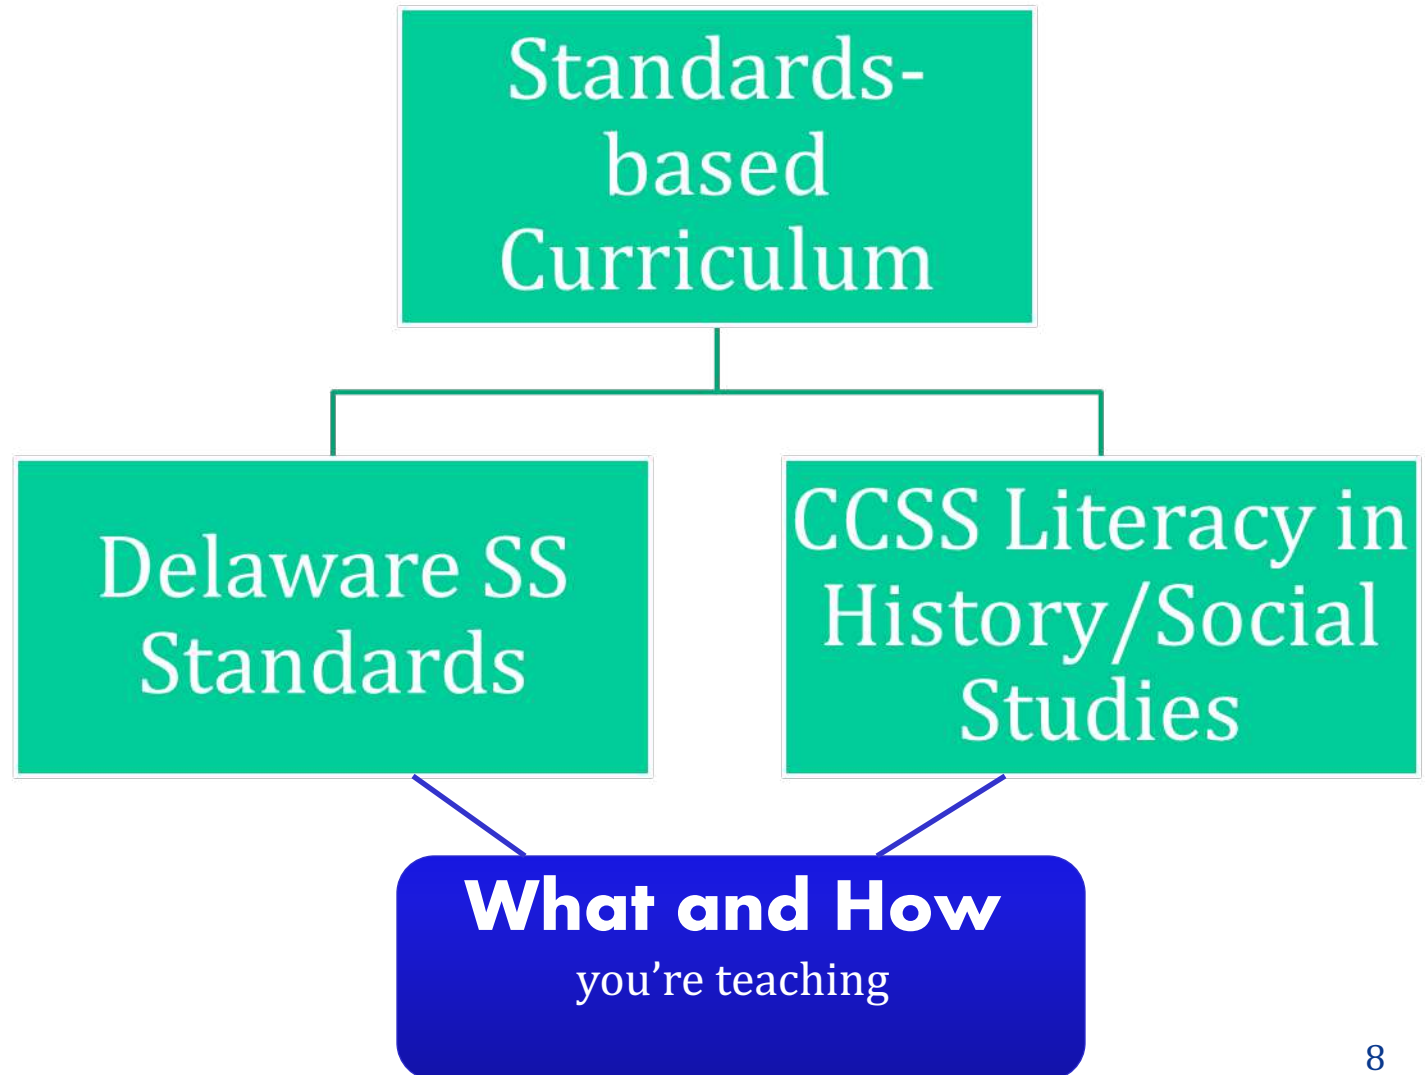 Standards-
based
Curriculum
Delaware SS
Standards
CCSS Literacy in
History/Social
Studies
What and How
you’re teaching
8